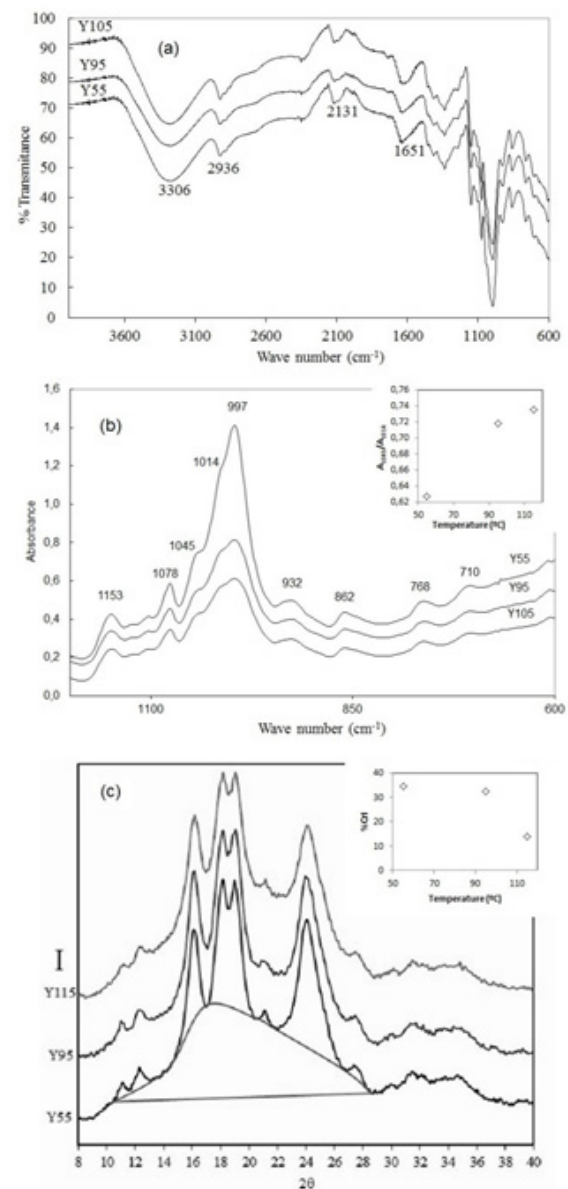 (a)
Y105
Y95
Y55
100
90
80
70
60
50
40
30
20
10
0
% Transmitance
3306
2936
2131
1651
3600 3100 2600 2100 1600 1100 600
Wave number (cm-1)
(b)
1,6
1,4
1,2
1,0
0,8
0,6
0,4
0,2
0,0
Absorbance
1153
1078
1045
1014
997
932
862
768
710
Y55
Y95
Y105
1100 850 600
Wave number (cm-1)
0,76
0,74
0,72
0,70
0,68
0,66
0,64
0,62
50 70 90 110
Temperature (ºC)
(c)
I
Y115
Y95
Y55
8 10 12 14 16 18 20 22 24 26 28 30 32 34 36 38 40
2θ
40
30
20
10
0
%CH
50 70 90 110
Temperature (ºC)